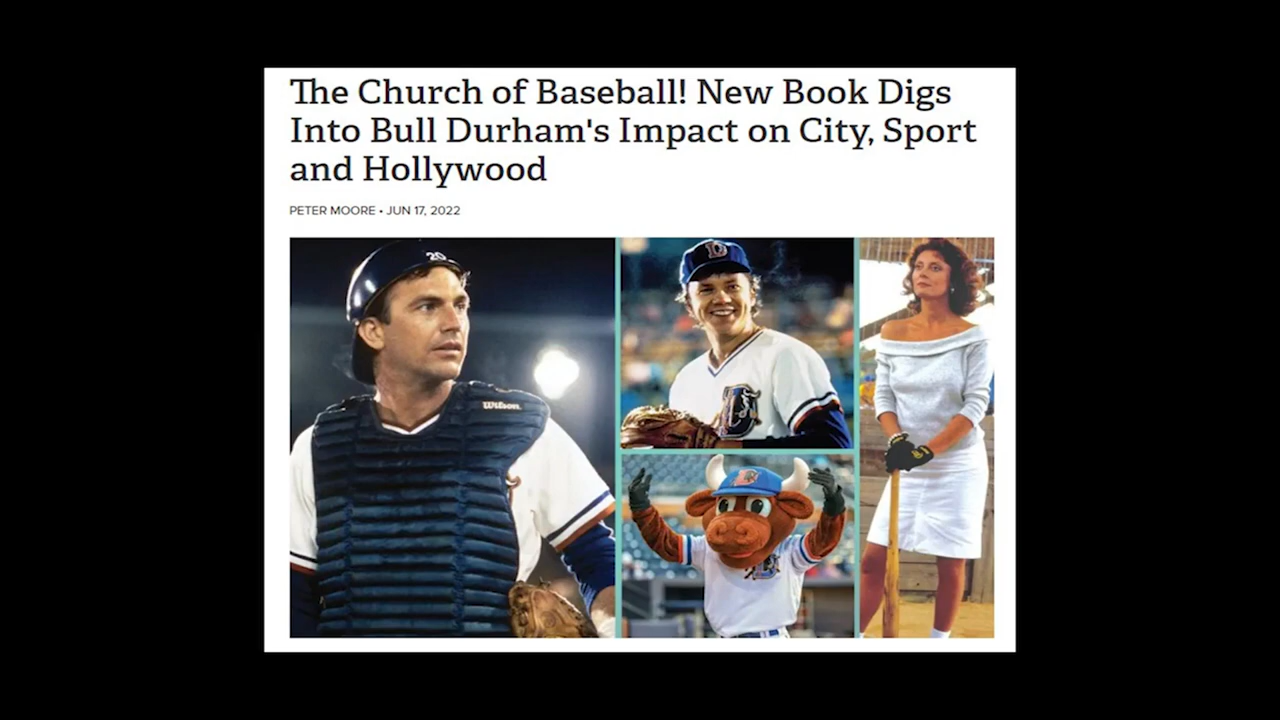 The Church of Baseball! New Book Digs
Into Bull Durham's Impact on City, Sport
and Hollywood
PETER MOORE • JUN 17, 2022
20
Wilson
D